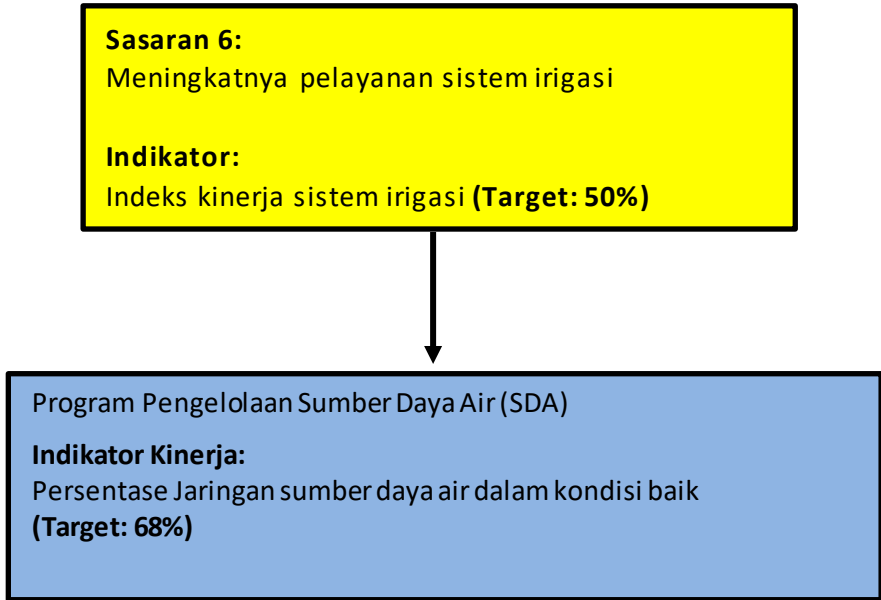 Sasaran 6:
Meningkatnya pelayanan sistem irigasi
Indikator:
Indeks kinerja sistem irigasi (Target: 50%)
Program Pengelolaan Sumber Daya Air (SDA)
Indikator Kinerja:
Persentase Jaringan sumber daya air dalam kondisi baik
(Target: 68%)